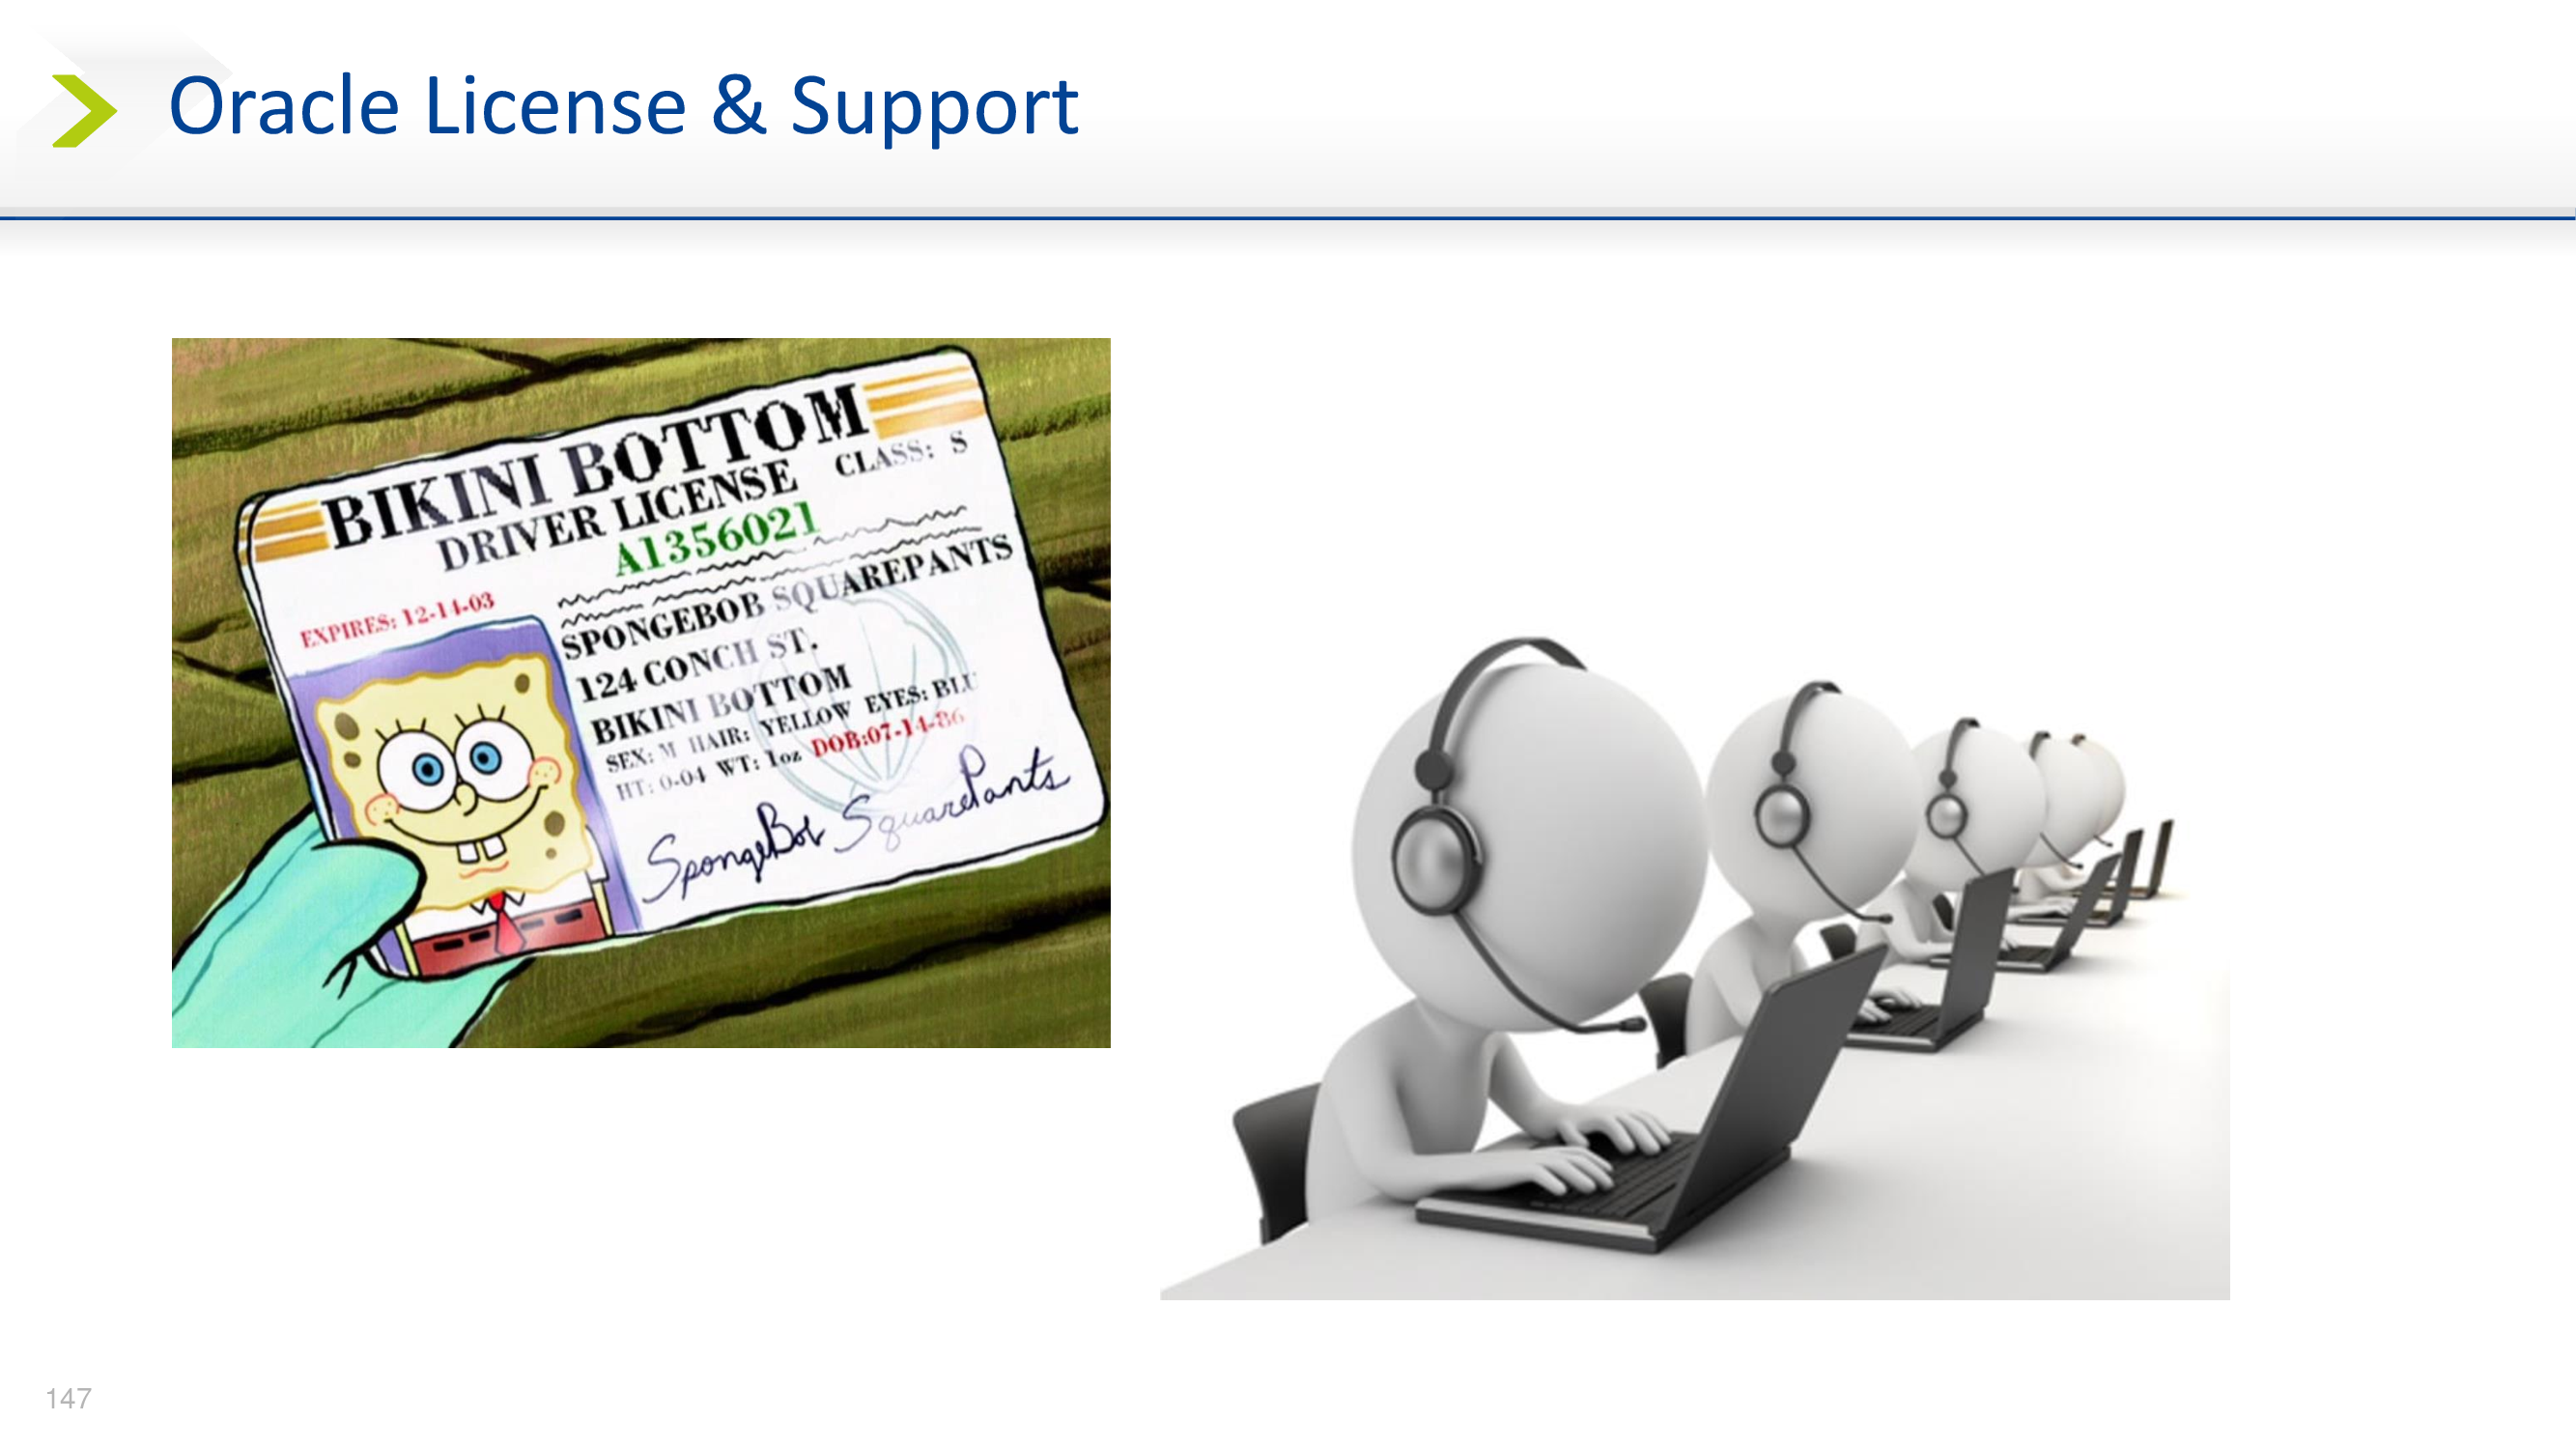 Oracle License & Support
BIKINI BOTTOM
DRIVER LICENSE
CLASS: S
A1356021
EXPIRES: 12-14-03
SPONGEBOB SQUAREPANTS
124 CONCH ST.
BIKINI BOTTOM
SEX: M HAIR: YELLOW EYES: BLU
HT: 0-04 WT: 1oz DOB:07-14-86
SpongeBob SquarePants
147